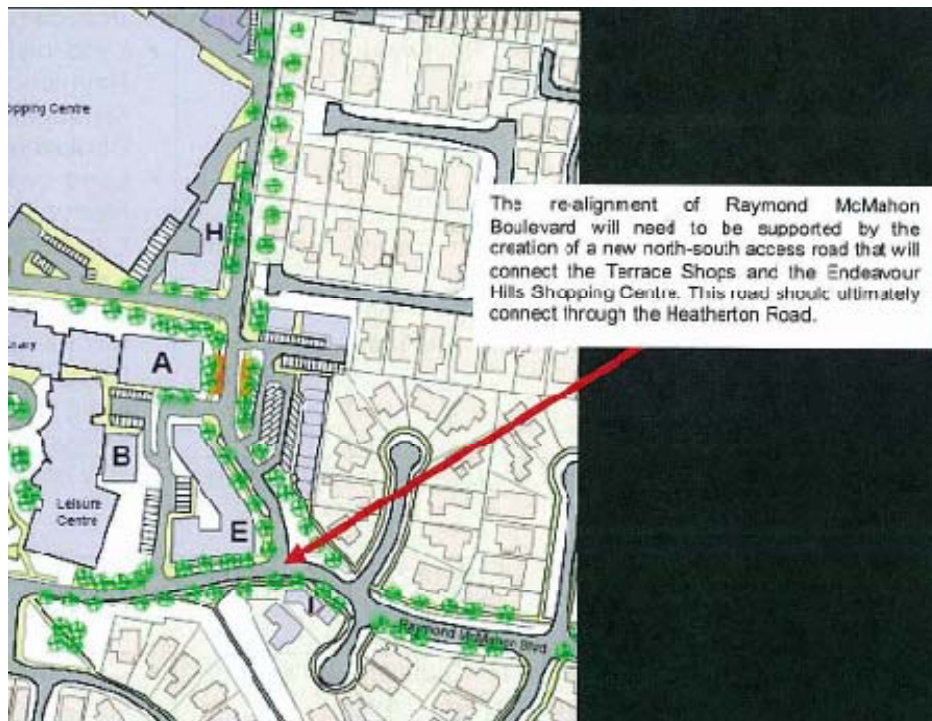 opping Centre
H
The re-alignment of Raymond McMahon
Boulevard will need to be supported by the
creation of a new north-south access road that will
connect the Terrace Shops and the Endeavour
Hills Shopping Centre. This road should ultimately
connect through the Heatherton Road.
rary
A
B
Leisure
Centre
E
I
Raymond McMahon Blvd